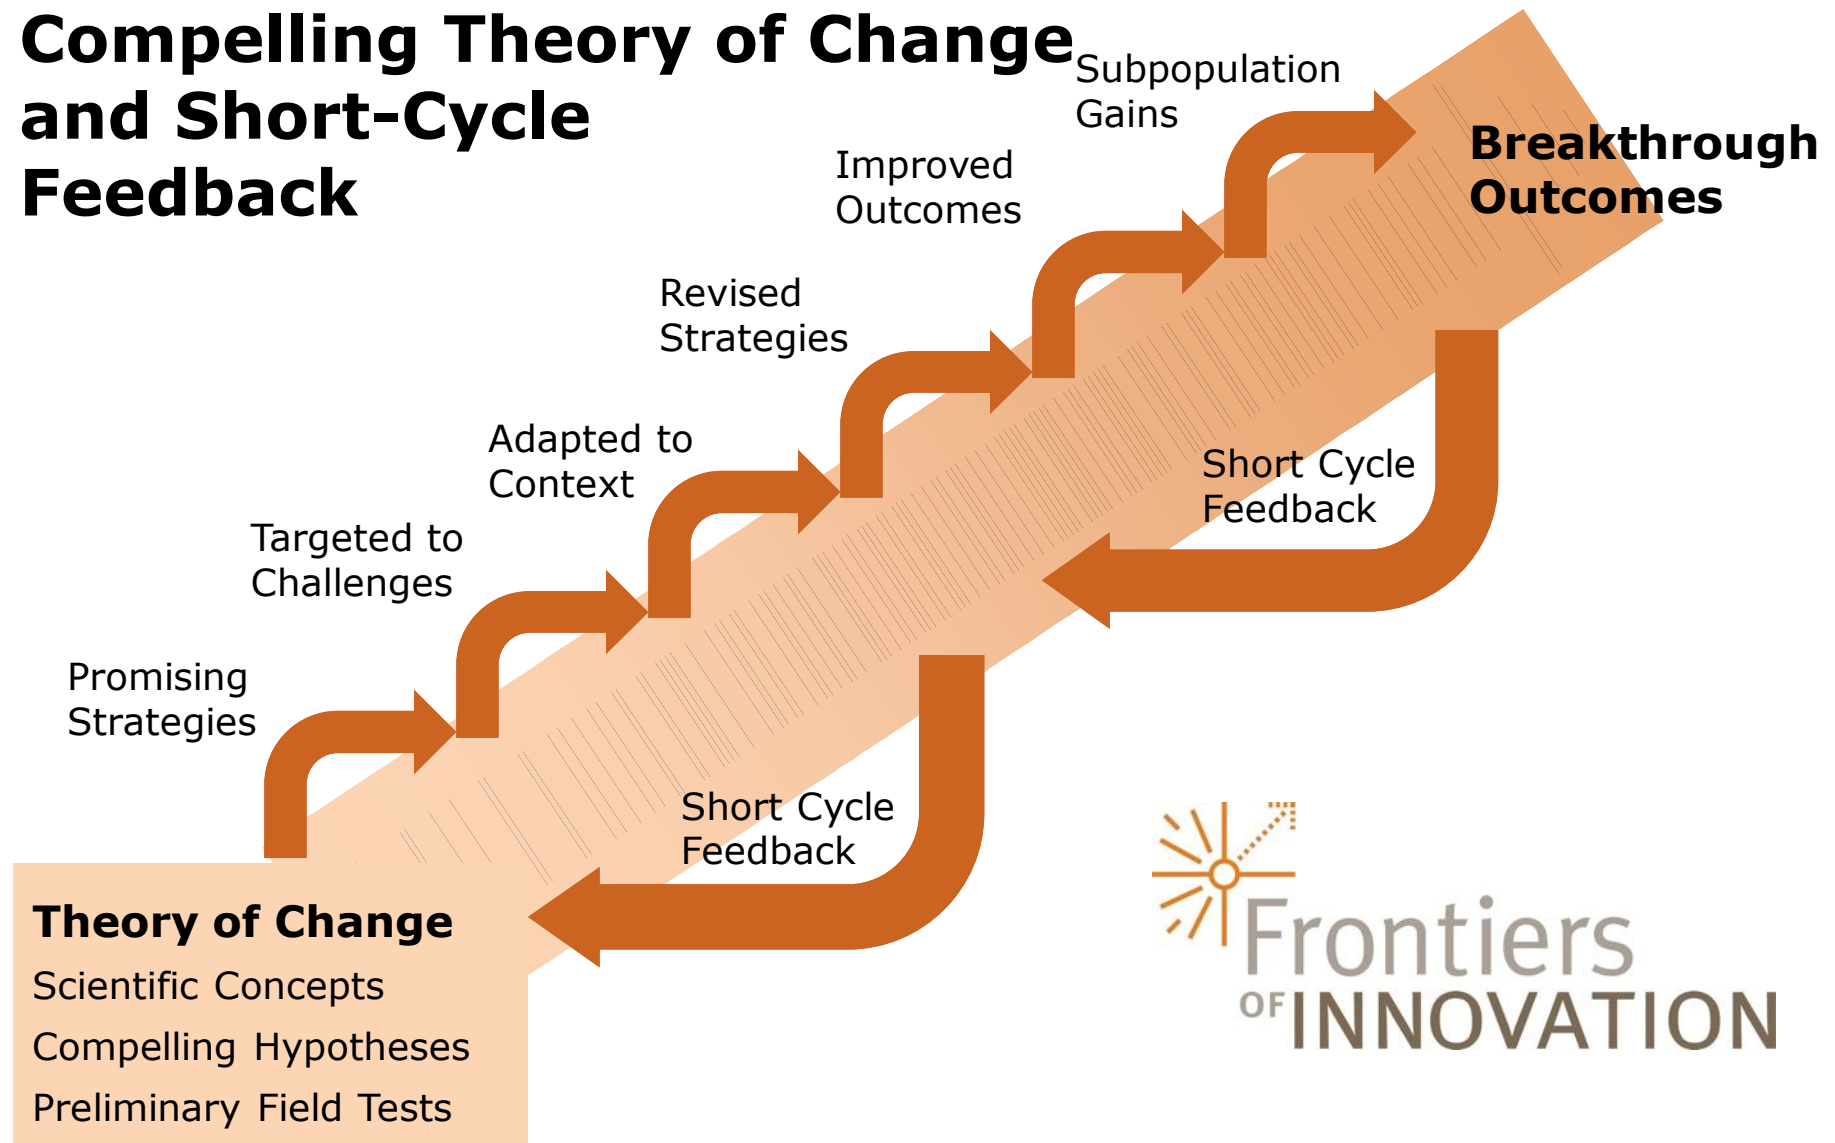 Compelling Theory of Change
and Short-Cycle
Feedback
Subpopulation
Gains
Breakthrough
Outcomes
Improved
Outcomes
Revised
Strategies
Adapted to
Context
Short Cycle
Feedback
Targeted to
Challenges
Promising
Strategies
Short Cycle
Feedback
Theory of Change
Scientific Concepts
Compelling Hypotheses
Preliminary Field Tests
Frontiers
OF INNOVATION